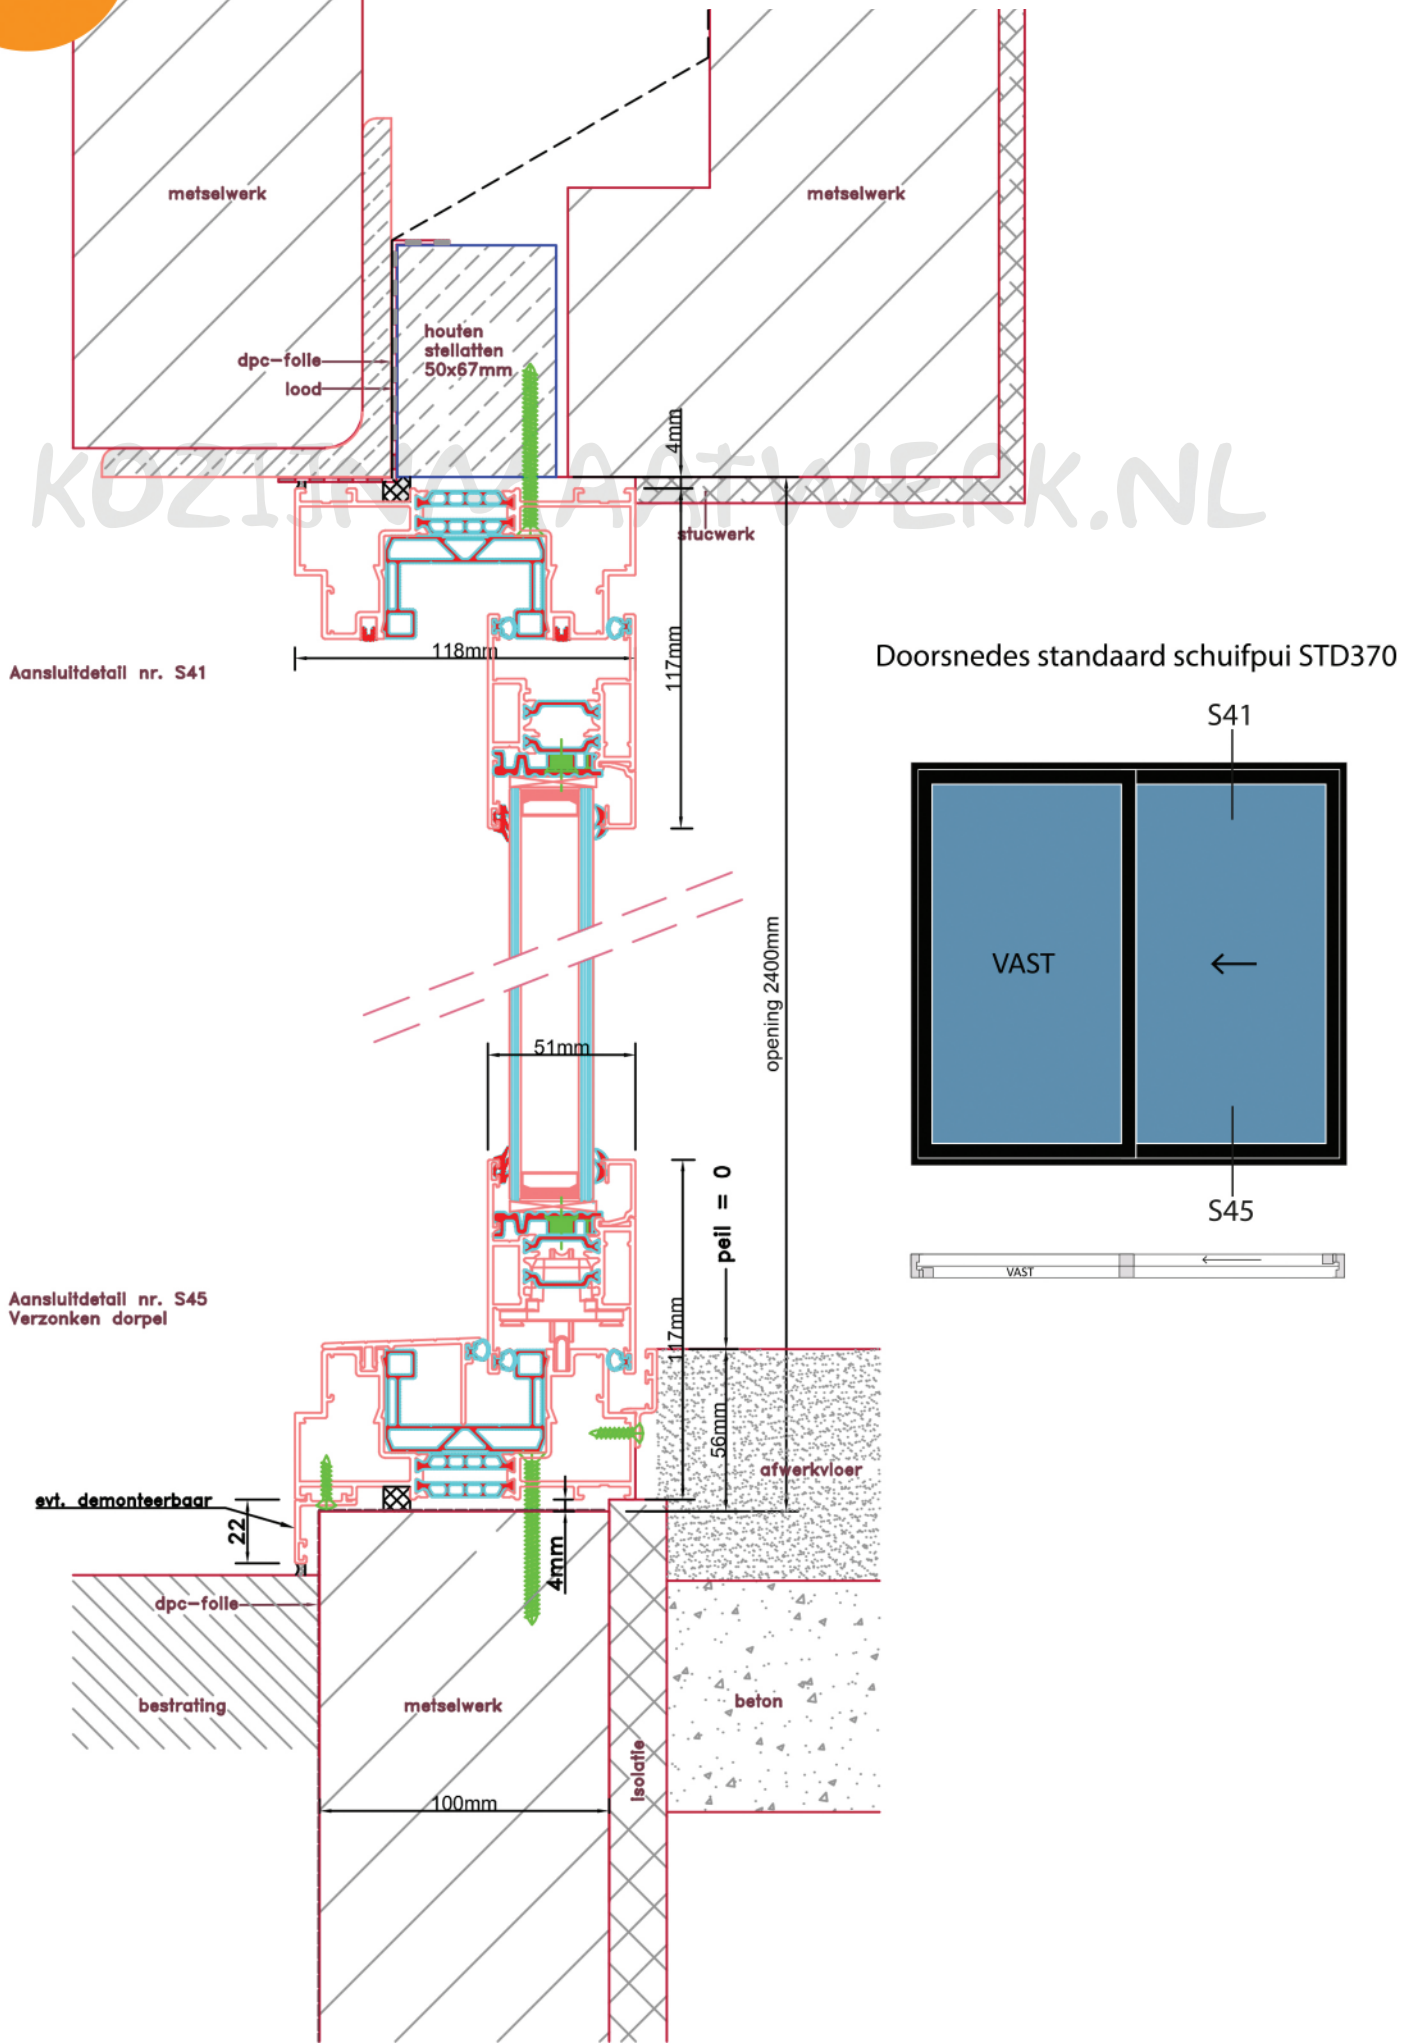 metselwerk
metselwerk
houten
stellatten
50x67mm
dpc-folie
lood
4mm
KOZIJNMAATWERK.NL
stucwerk
118mm
117mm
Aansluitdetail nr. S41
Doorsnedes standaard schuifpui STD370
S41
VAST
opening 2400mm
51mm
peil = 0
S45
VAST
Aansluitdetail nr. S45
Verzonken dorpel
117mm
56mm
afwerkvloer
evt. demonteerbaar
22
4mm
dpc-folie
bestrating
metselwerk
beton
isolatie
100mm